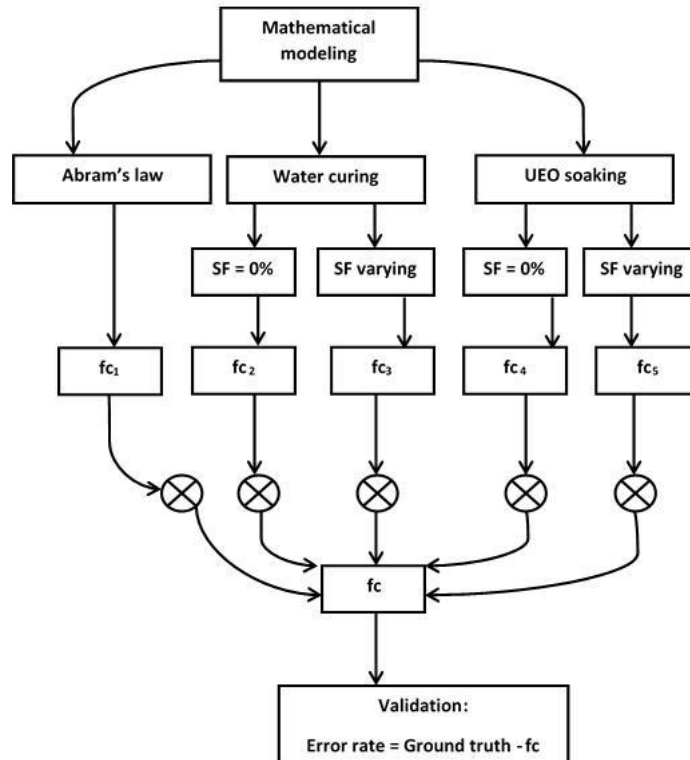 Mathematical
modeling
Abram's law
Water curing
UEO soaking
SF = 0%
SF varying
SF = 0%
SF varying
fc₁
fc₂
fc₃
fc₄
fc₅
fc
Validation:
Error rate = Ground truth - fc